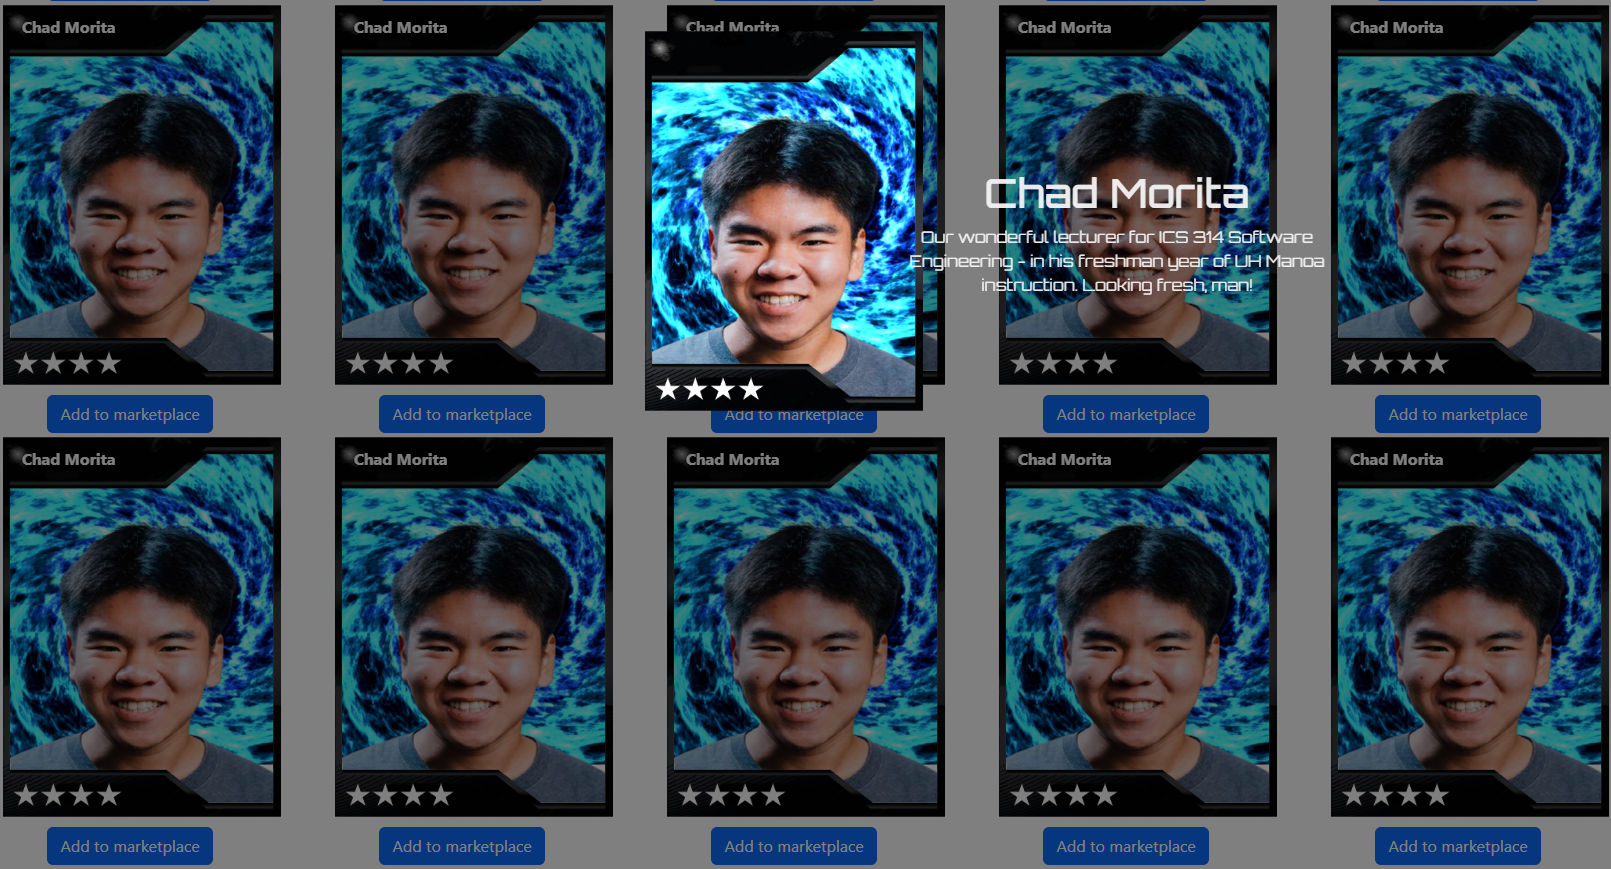 Chad Morita
Chad Morita
Chad Morita
Chad Morita
Chad Morita
Chad Morita
Our wonderful lecturer for ICS 314 Software
Engineering - in his freshman year of UH Manoa
instruction. Looking fresh, man!
Add to marketplace
Add to marketplace
Add to marketplace
Add to marketplace
Add to marketplace
Chad Morita
Chad Morita
Chad Morita
Chad Morita
Chad Morita
Add to marketplace
Add to marketplace
Add to marketplace
Add to marketplace
Add to marketplace